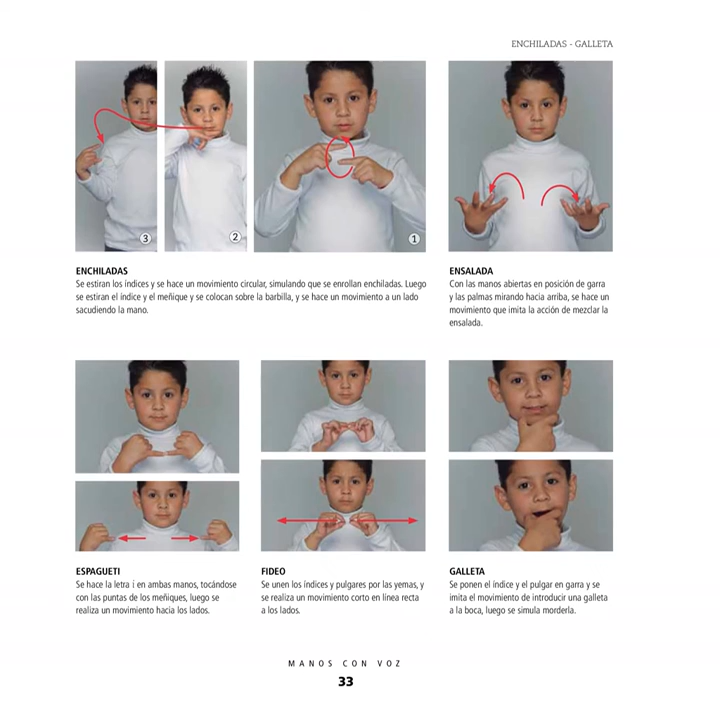 ENCHILADAS - GALLETA
3
2
1
ENCHILADAS
Se estiran los índices y se hace un movimiento circular, simulando que se enrollan enchiladas. Luego
se estiran el índice y el meñique y se colocan sobre la barbilla, y se hace un movimiento a un lado
sacudiendo la mano.
ENSALADA
Con las manos abiertas en posición de garra
y las palmas mirando hacia arriba, se hace un
movimiento que imita la acción de mezclar la
ensalada.
ESPAGUETI
Se hace la letra i en ambas manos, tocándose
con las puntas de los meñiques, luego se
realiza un movimiento hacia los lados.
FIDEO
Se unen los índices y pulgares por las yemas, y
se realiza un movimiento corto en línea recta
a los lados.
GALLETA
Se ponen el índice y el pulgar en garra y se
imita el movimiento de introducir una galleta
a la boca, luego se simula morderla.
MANOS CON VOZ
33